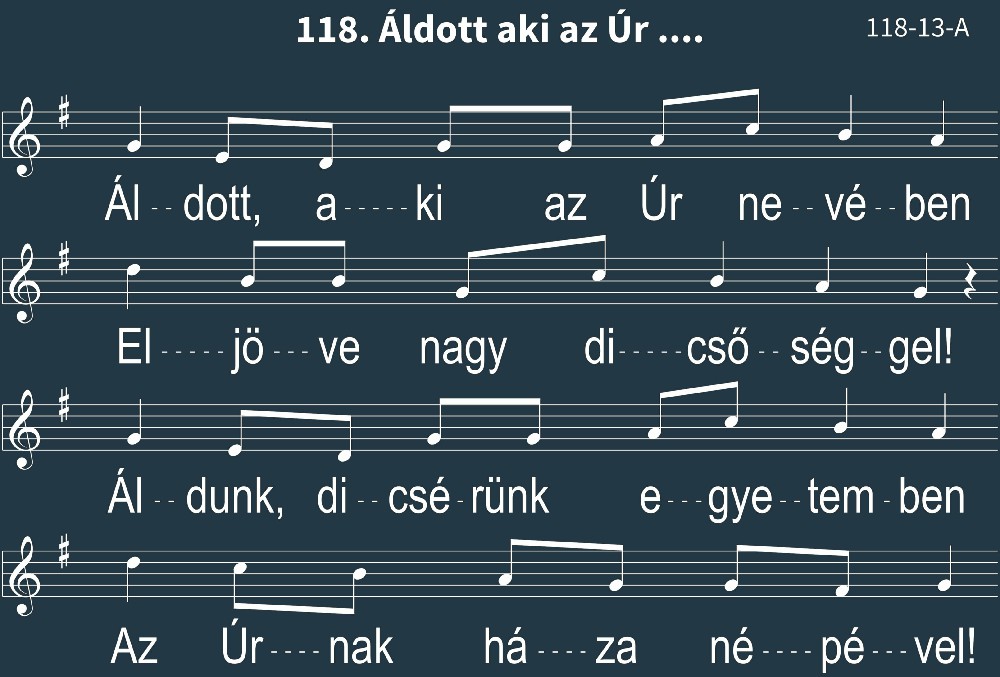 118. Áldott aki az Úr ....
118-13-A
Ál - - dott, a - - - - - ki az Úr ne - - vé - - ben
El - - - - - jö - - - ve nagy di - - - - - cső - - ség - - gel!
Ál - - dunk, di - - csé - rünk e - - - gye - - tem - ben
Az Úr - - - - nak há - - - - za né - - - - pé - - - vel!